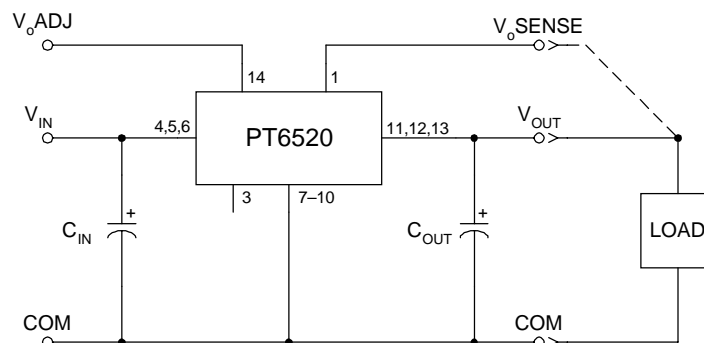 VoADJ
VoSENSE
14
1
VIN
4,5,6
PT6520
11,12,13
VOUT
3
7–10
+
CIN
+
COUT
LOAD
COM
COM